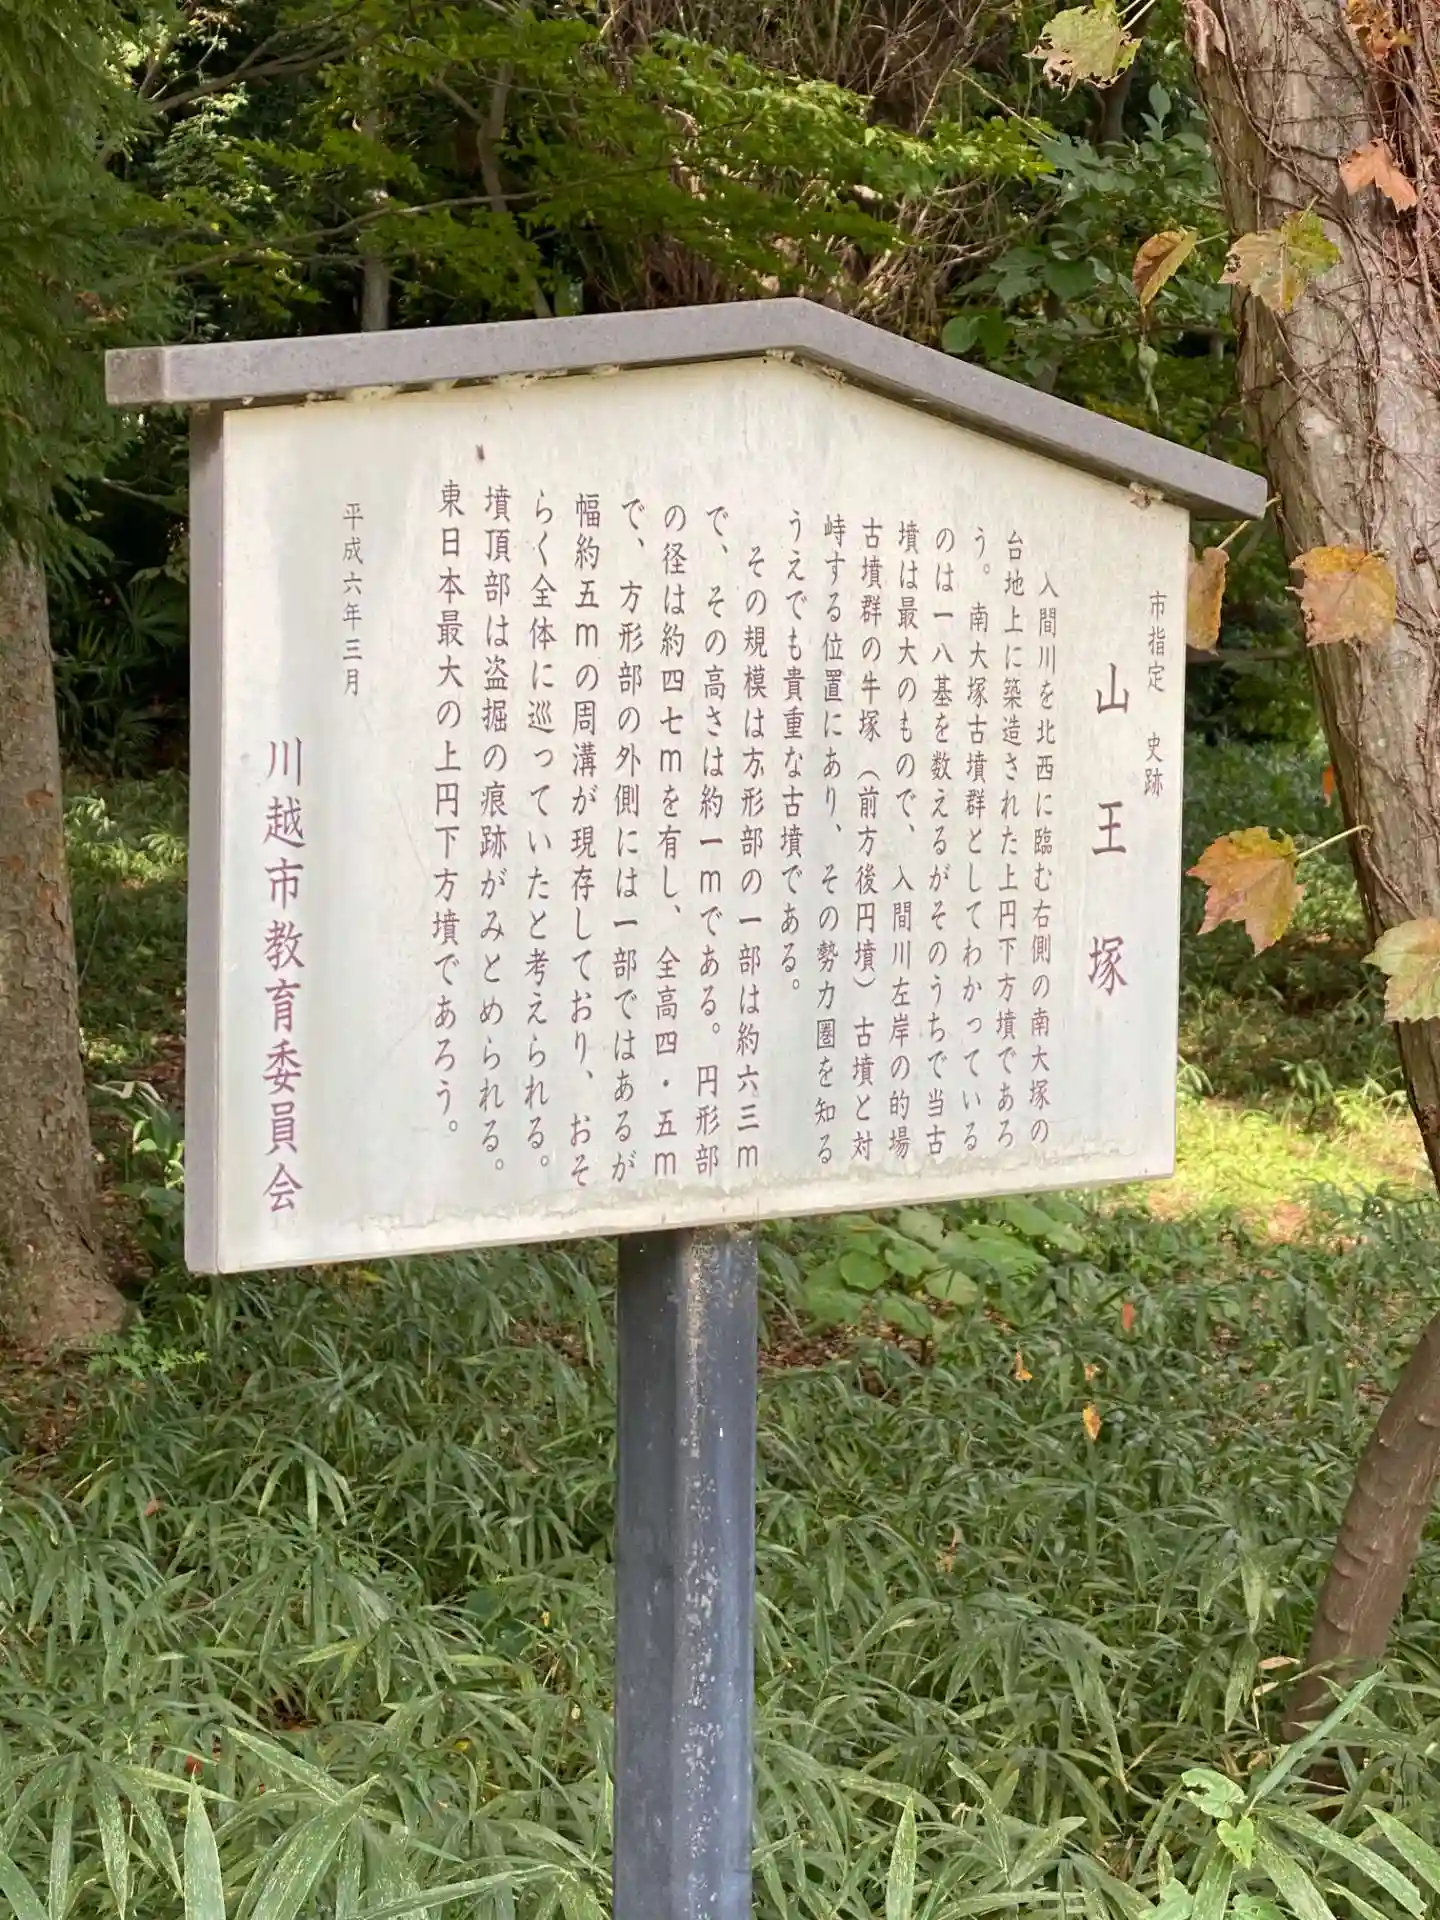 市指定　史跡
山王塚
入間川を北西に臨む右側の南大塚の
台地上に築造された上円下方墳であろ
う。南大塚古墳群としてわかっている
のは一八基を数えるがそのうちで当古
墳は最大のもので、入間川左岸の的場
古墳群の牛塚（前方後円墳）古墳と対
峙する位置にあり、その勢力圏を知る
うえでも貴重な古墳である。
その規模は方形部の一部は約六三m
で、その高さは約一mである。円形部
の径は約四七mを有し、全高四・五m
で、方形部の外側には一部ではあるが
幅約五mの周溝が現存しており、おそ
らく全体に巡っていたと考えられる。
墳頂部は盗掘の痕跡がみとめられる。
東日本最大の上円下方墳であろう。
平成六年三月
川越市教育委員会